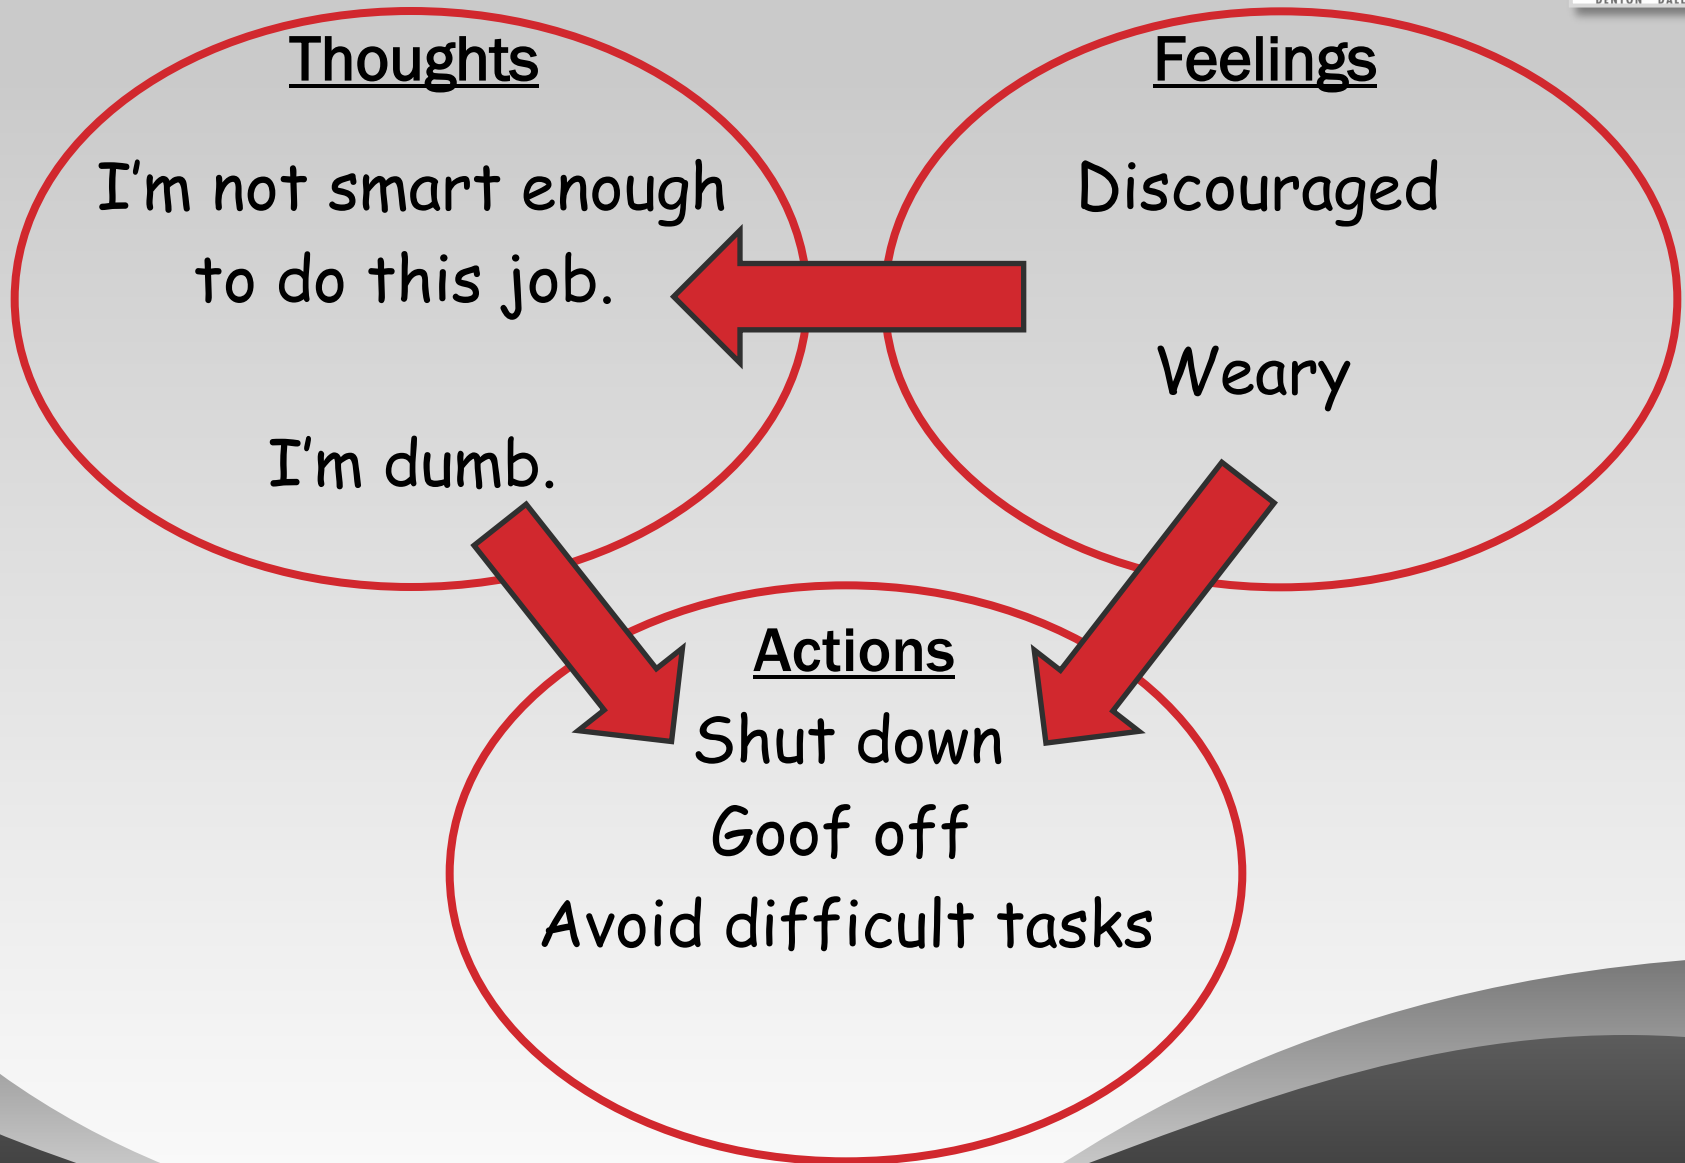 Thoughts
I'm not smart enough
to do this job.
I'm dumb.
Feelings
Discouraged
Weary
Actions
Shut down
Goof off
Avoid difficult tasks